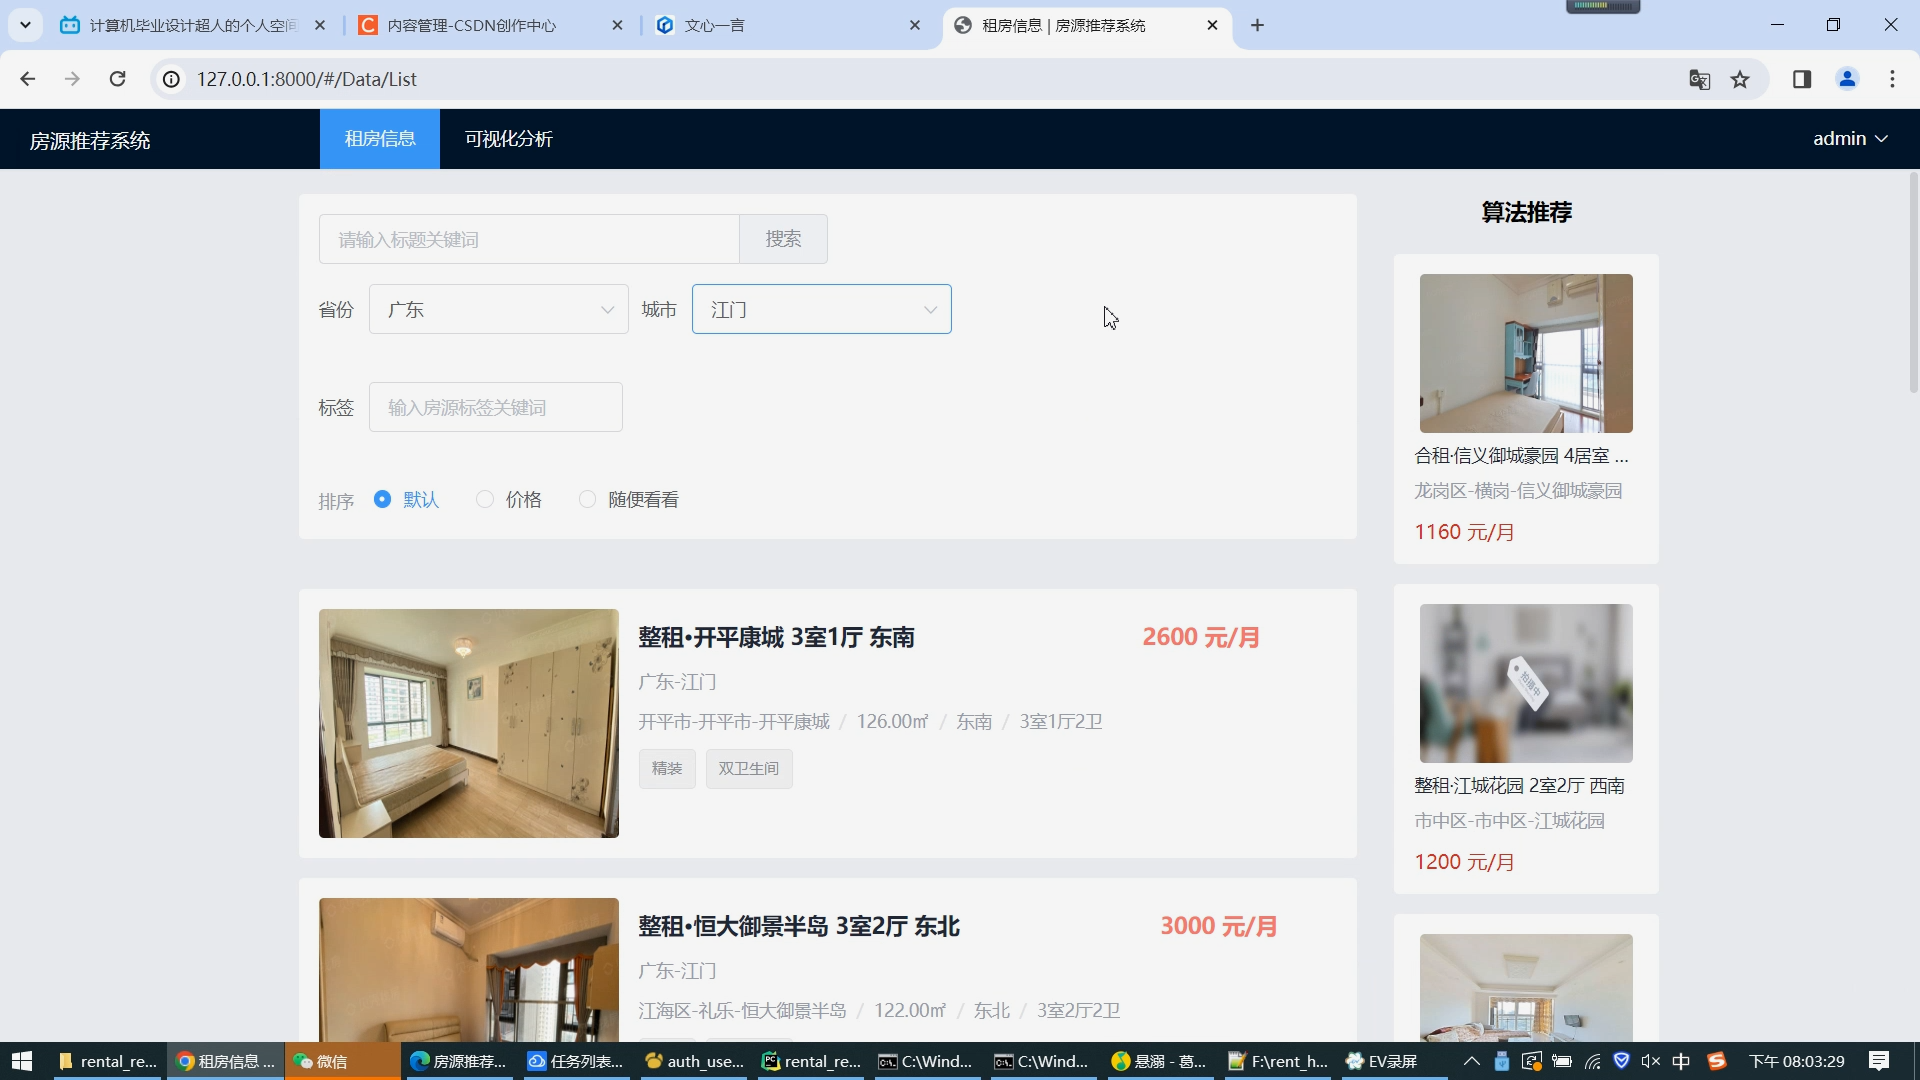 计算机毕业设计超人的个人空间
内容管理-CSDN创作中心
文心一言
租房信息 | 房源推荐系统
127.0.0.1:8000/#/Data/List
房源推荐系统
租房信息
可视化分析
admin
请输入标题关键词
搜索
省份
广东
城市
江门
标签
输入房源标签关键词
排序
默认
价格
随便看看
整租·开平康城 3室1厅 东南
2600 元/月
广东-江门
开平市-开平市-开平康城 / 126.00㎡ / 东南 / 3室1厅2卫
精装
双卫生间
整租·恒大御景半岛 3室2厅 东北
3000 元/月
广东-江门
江海区-礼乐-恒大御景半岛 / 122.00㎡ / 东北 / 3室2厅2卫
算法推荐
合租·信义御城豪园 4居室 ...
龙岗区-横岗-信义御城豪园
1160 元/月
拍摄中
整租·江城花园 2室2厅 西南
市中区-市中区-江城花园
1200 元/月
rental_re...
租房信息 ...
微信
房源推荐...
任务列表...
auth_use...
rental_re...
C:\Wind...
C:\Wind...
悬溺 - 葛...
F:\rent_h...
EV录屏
中
下午 08:03:29